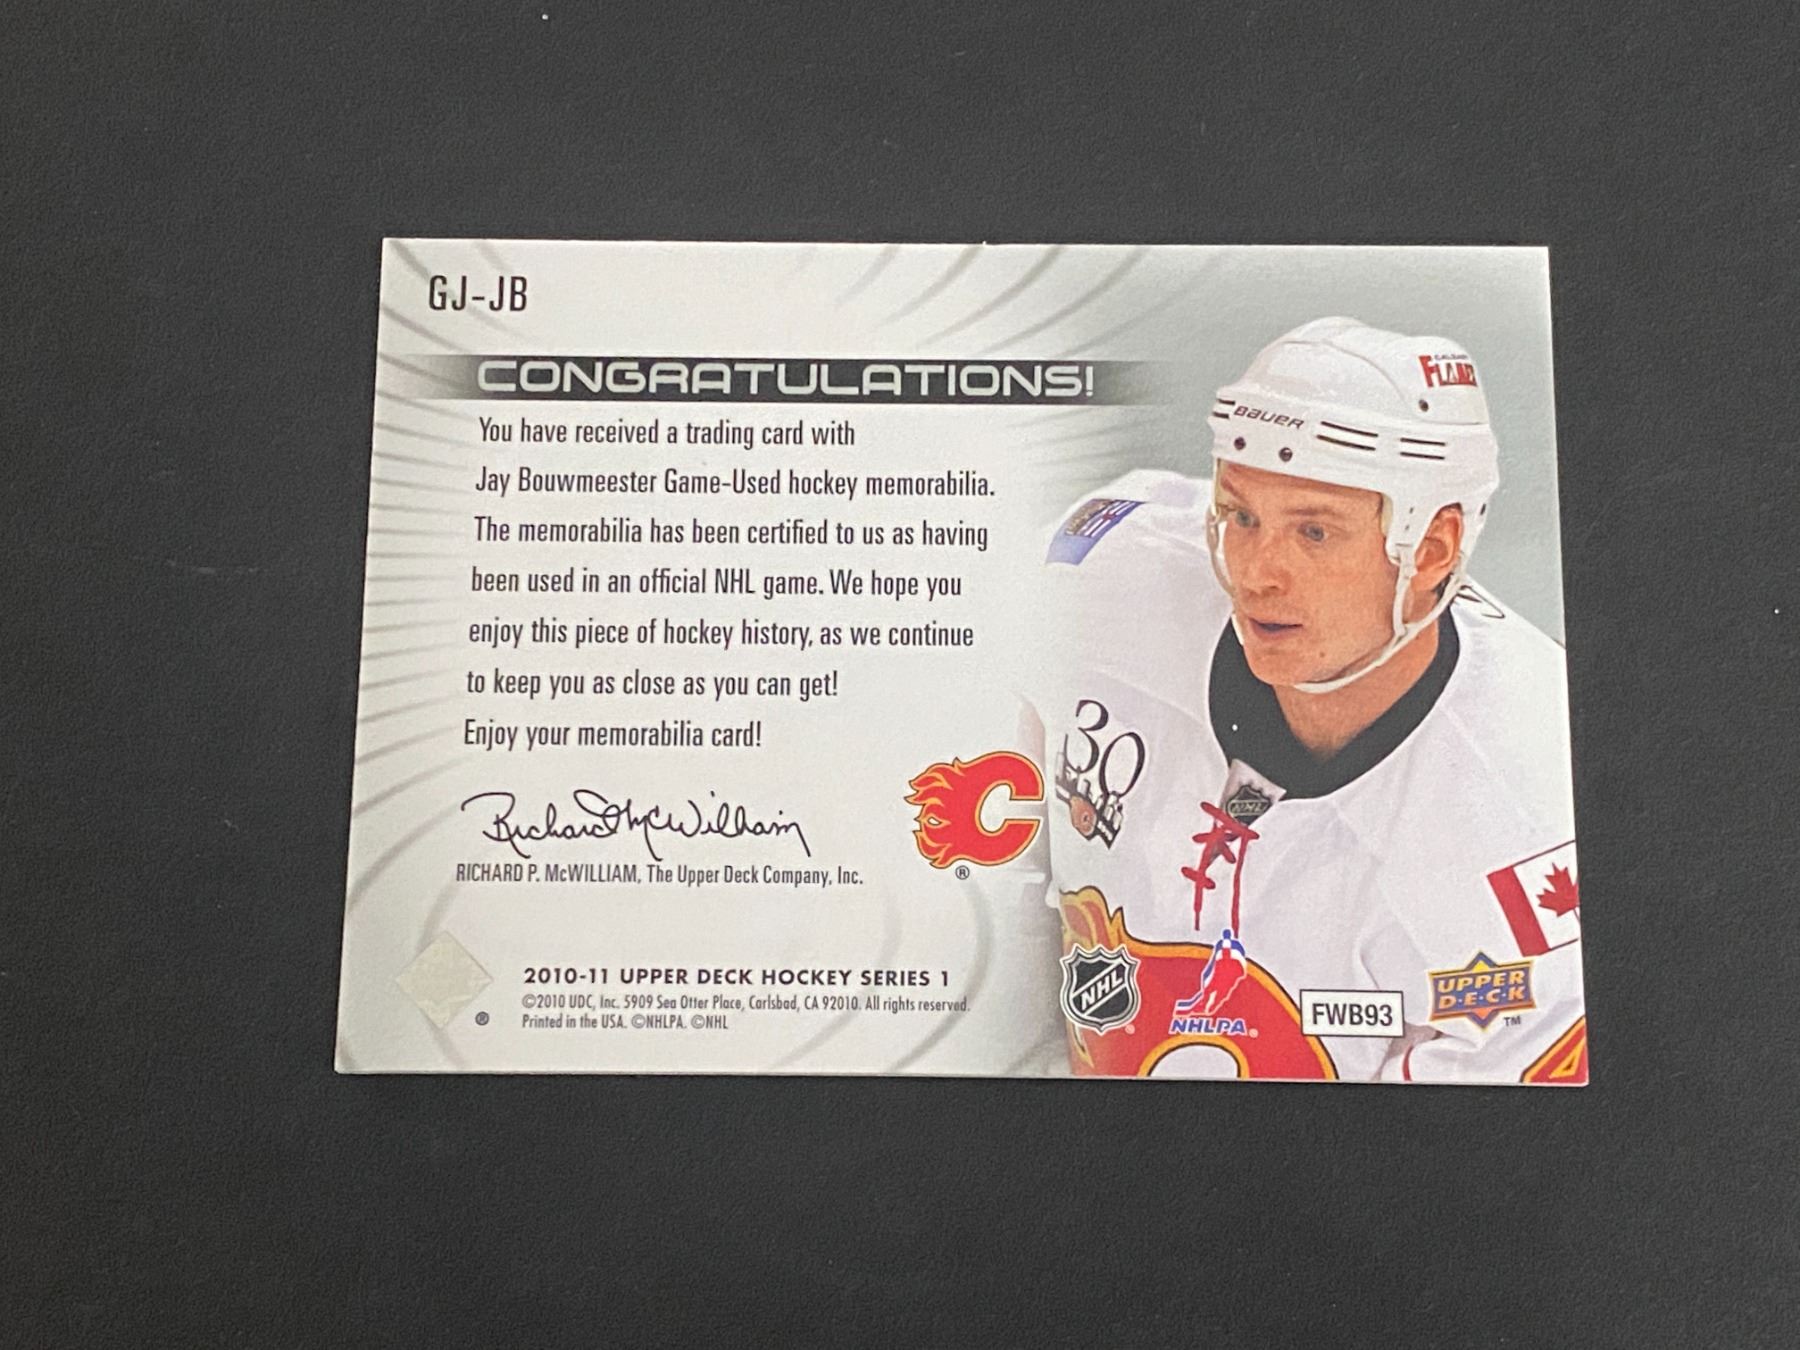 GJ-JB
CONGRATULATIONS!
You have received a trading card with
Jay Bouwmeester Game-Used hockey memorabilia.
The memorabilia has been certified to us as having
been used in an official NHL game. We hope you
enjoy this piece of hockey history, as we continue
to keep you as close as you can get!
Enjoy your memorabilia card!
Richard McWilliam
RICHARD P. McWILLIAM, The Upper Deck Company, Inc.
®
2010-11 UPPER DECK HOCKEY SERIES 1
©2010 UDC, Inc. 5909 Sea Otter Place, Carlsbad, CA 92010. All rights reserved.
® Printed in the USA. ©NHLPA. ©NHL
CALGARY
FLAMES
BAUER
30
NHL
NHL ®
NHLPA ®
FWB93
UPPER
D·E·C·K
TM